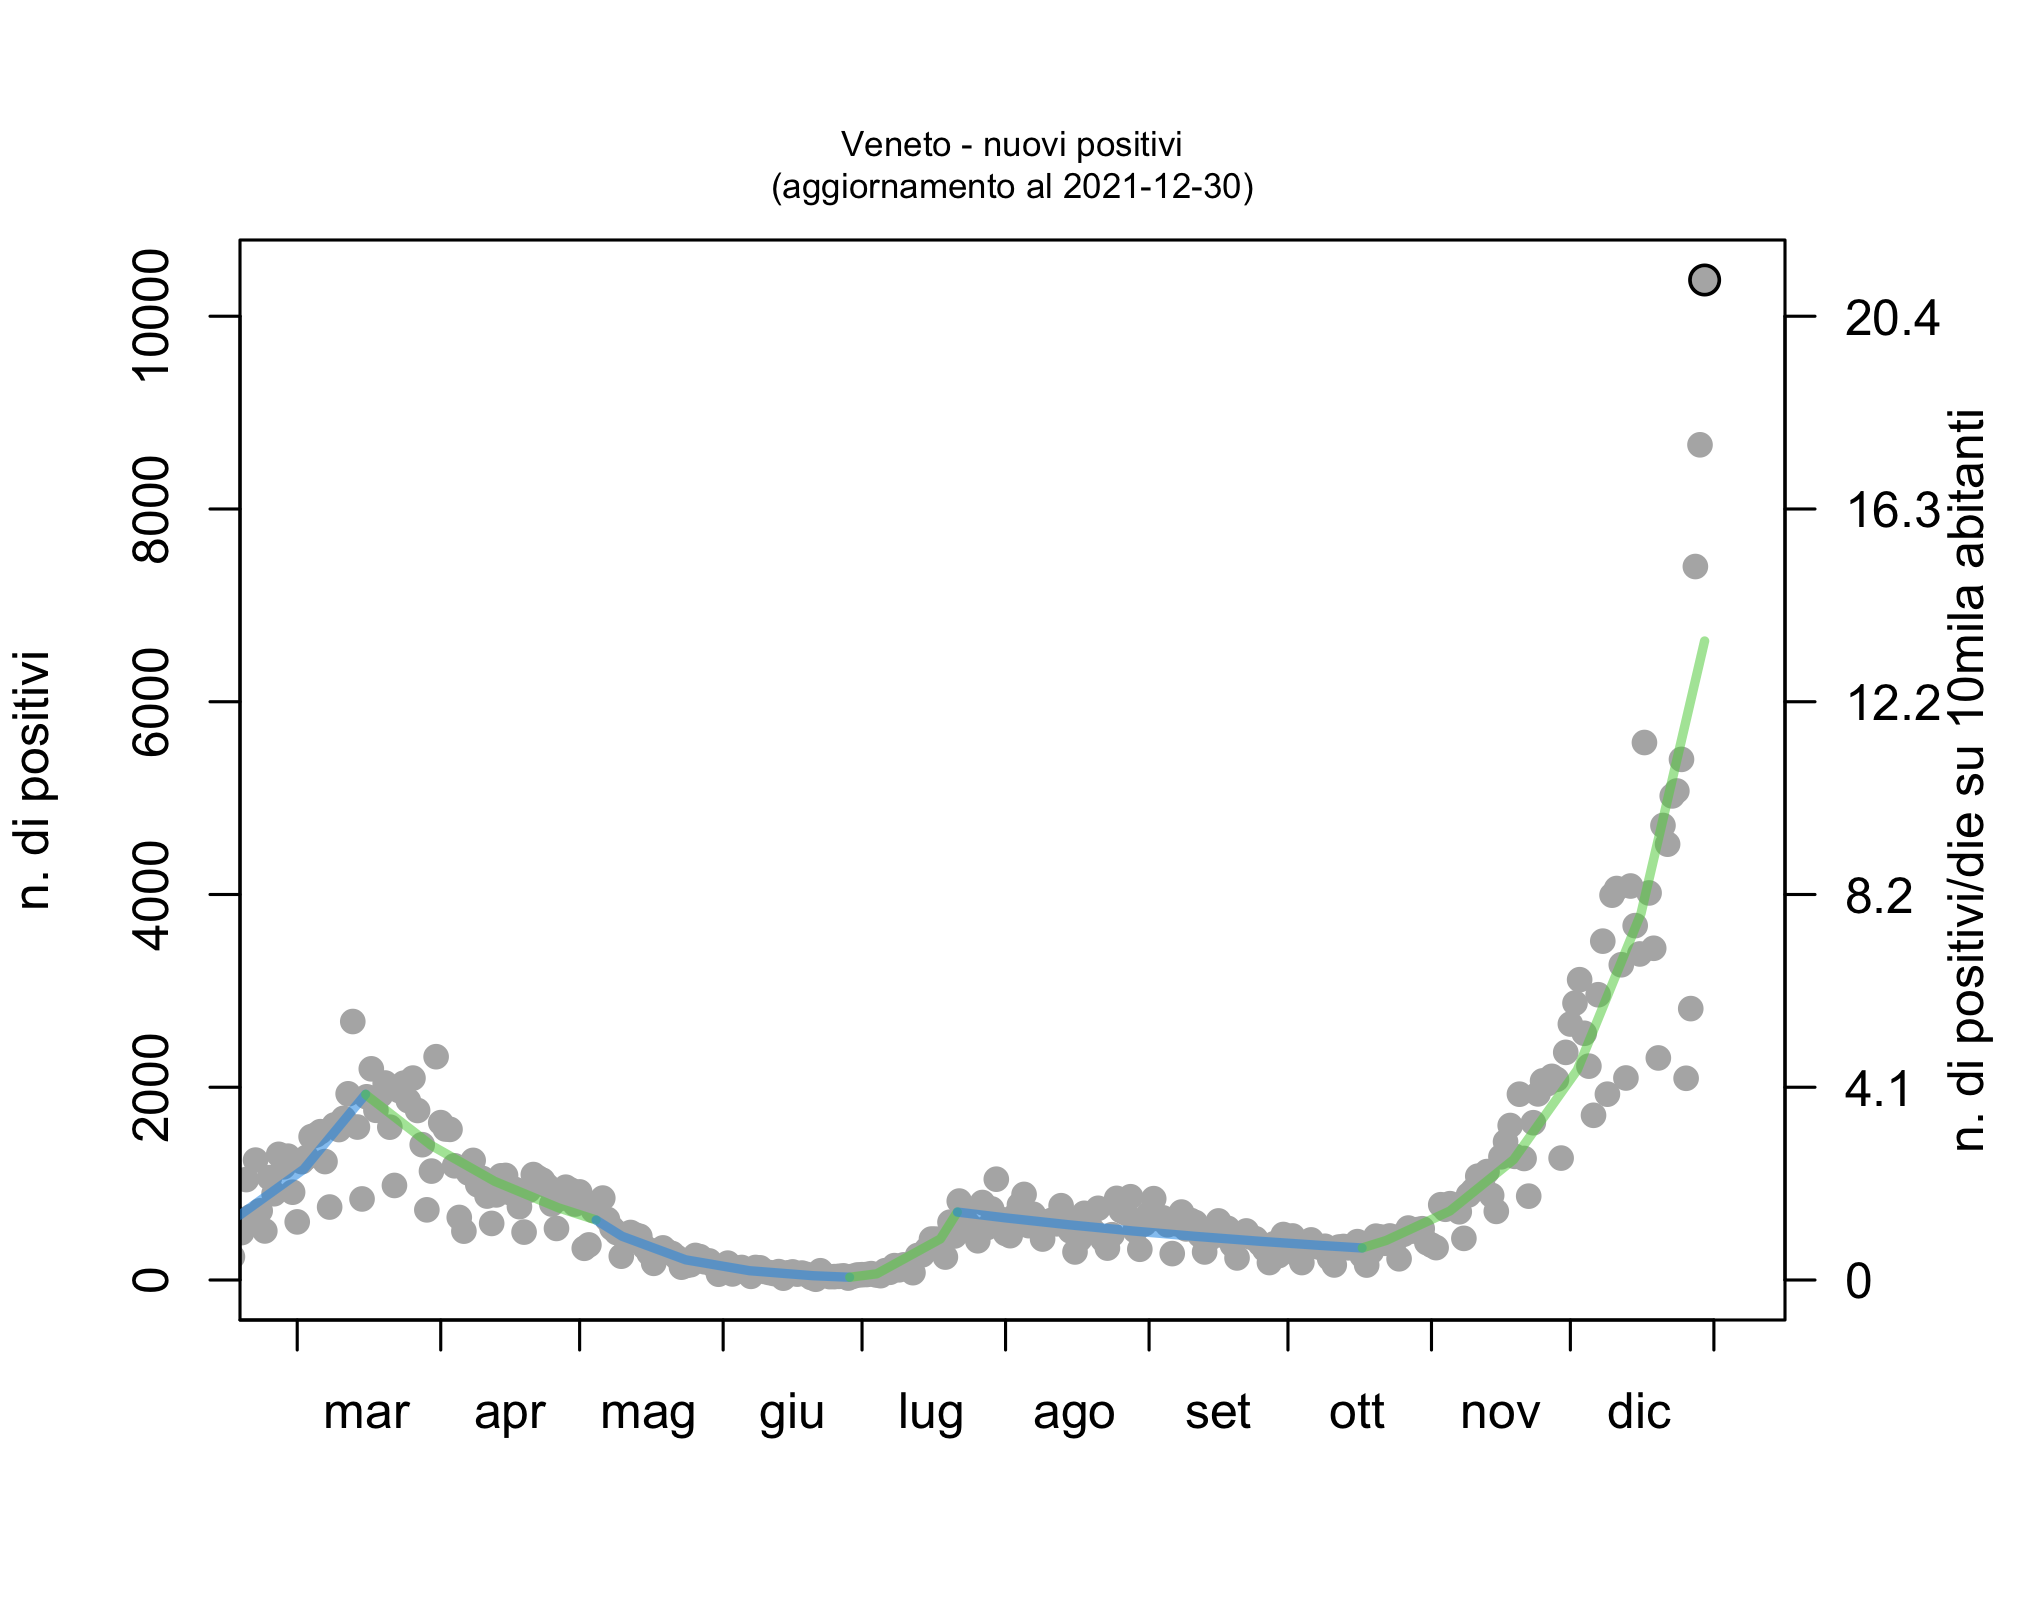 Veneto - nuovi positivi
(aggiornamento al 2021-12-30)
n. di positivi
10000
8000
6000
4000
2000
0
20.4
16.3
12.2
8.2
4.1
0
n. di positivi/die su 10mila abitanti
mar apr mag giu lug ago set ott nov dic